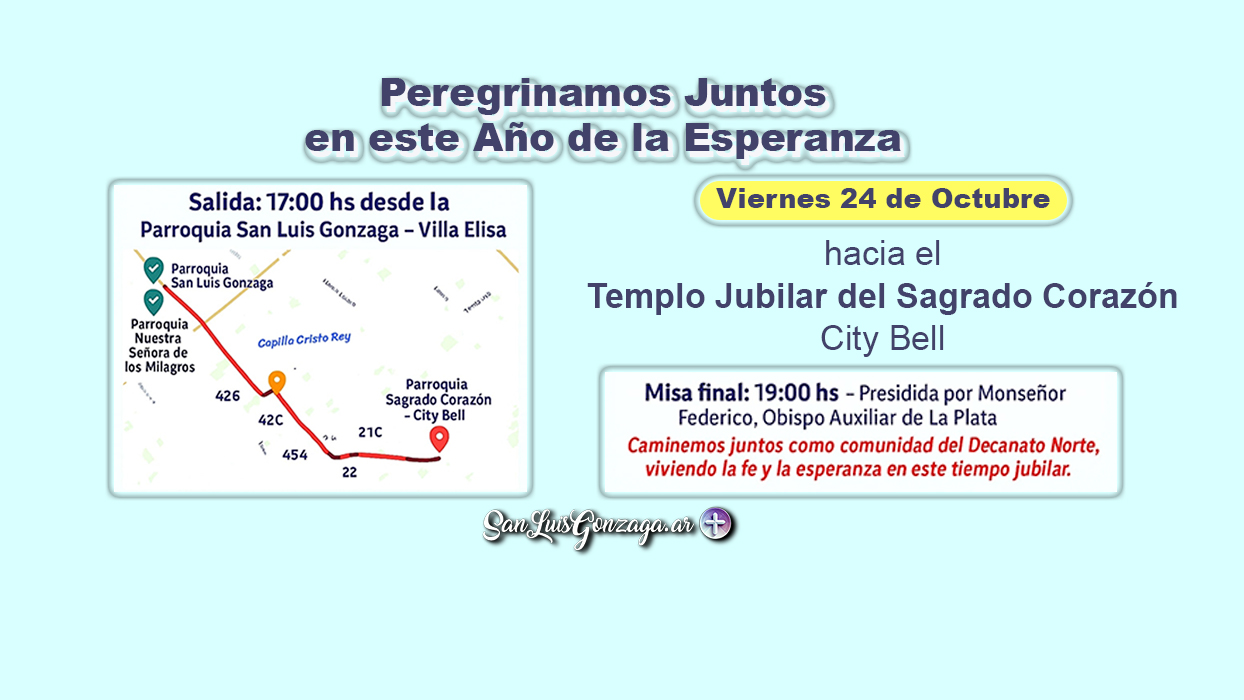 Peregrinamos Juntos
en este Año de la Esperanza
Salida: 17:00 hs desde la
Parroquia San Luis Gonzaga – Villa Elisa
Parroquia
San Luis Gonzaga
Parroquia
Nuestra
Señora de
los Milagros
Capilla Cristo Rey
426
42C
454
22
21C
Parroquia
Sagrado Corazón
– City Bell
Viernes 24 de Octubre
hacia el
Templo Jubilar del Sagrado Corazón
City Bell
Misa final: 19:00 hs – Presidida por Monseñor
Federico, Obispo Auxiliar de La Plata
Caminemos juntos como comunidad del Decanato Norte,
viviendo la fe y la esperanza en este tiempo jubilar.
SanLuisGonzaga.ar